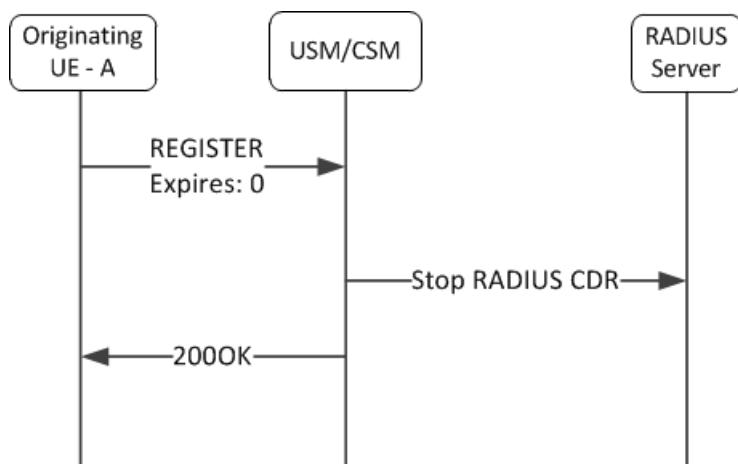 Originating
UE - A
USM/CSM
RADIUS
Server
REGISTER
Expires: 0
Stop RADIUS CDR
200OK